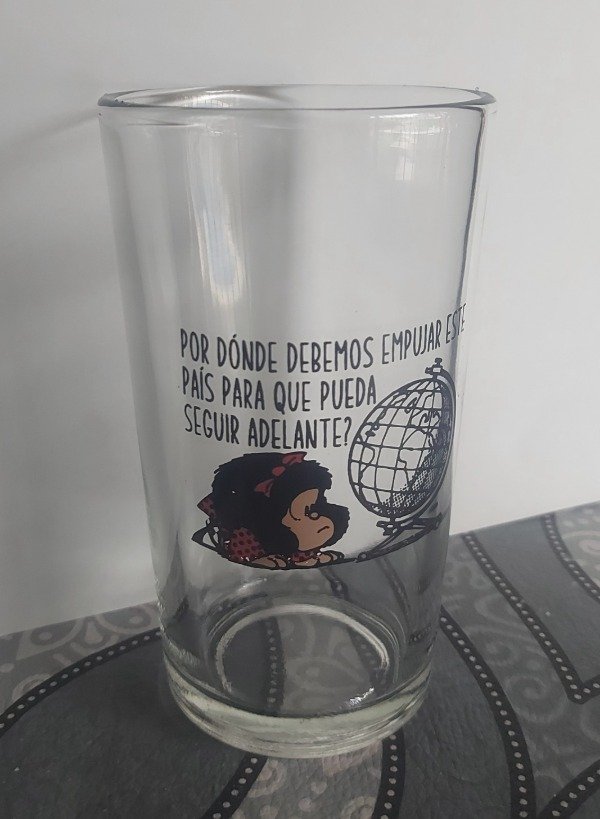 POR DÓNDE DEBEMOS EMPUJAR ESTE
PAÍS PARA QUE PUEDA
SEGUIR ADELANTE?